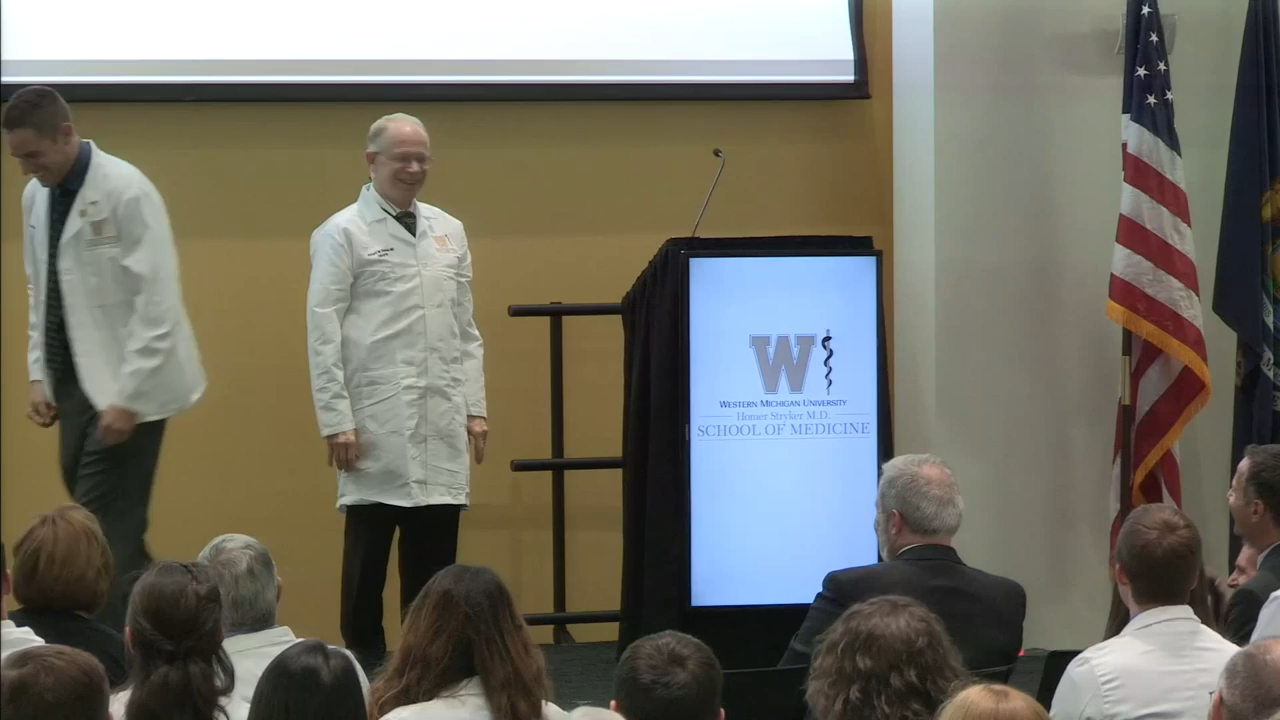 W
WESTERN MICHIGAN UNIVERSITY
Homer Stryker M.D.
SCHOOL OF MEDICINE